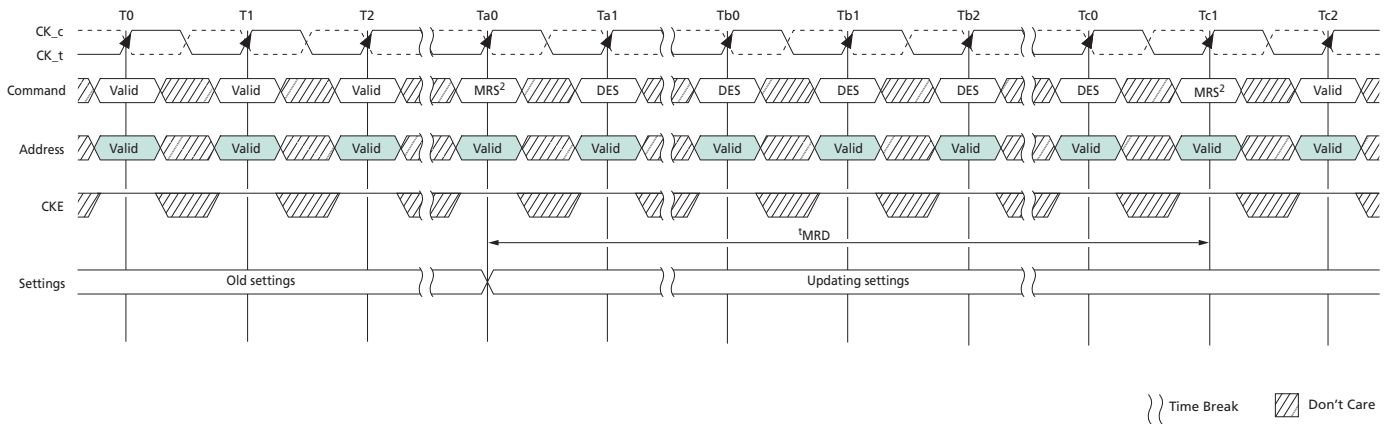 T0 T1 T2 Ta0 Ta1 Tb0 Tb1 Tb2 Tc0 Tc1 Tc2
CK_c
CK_t
Command Valid Valid Valid MRS² DES DES DES DES DES MRS² Valid
Address Valid Valid Valid Valid Valid Valid Valid Valid Valid Valid Valid
CKE
tMRD
Settings Old settings Updating settings
Time Break Don't Care